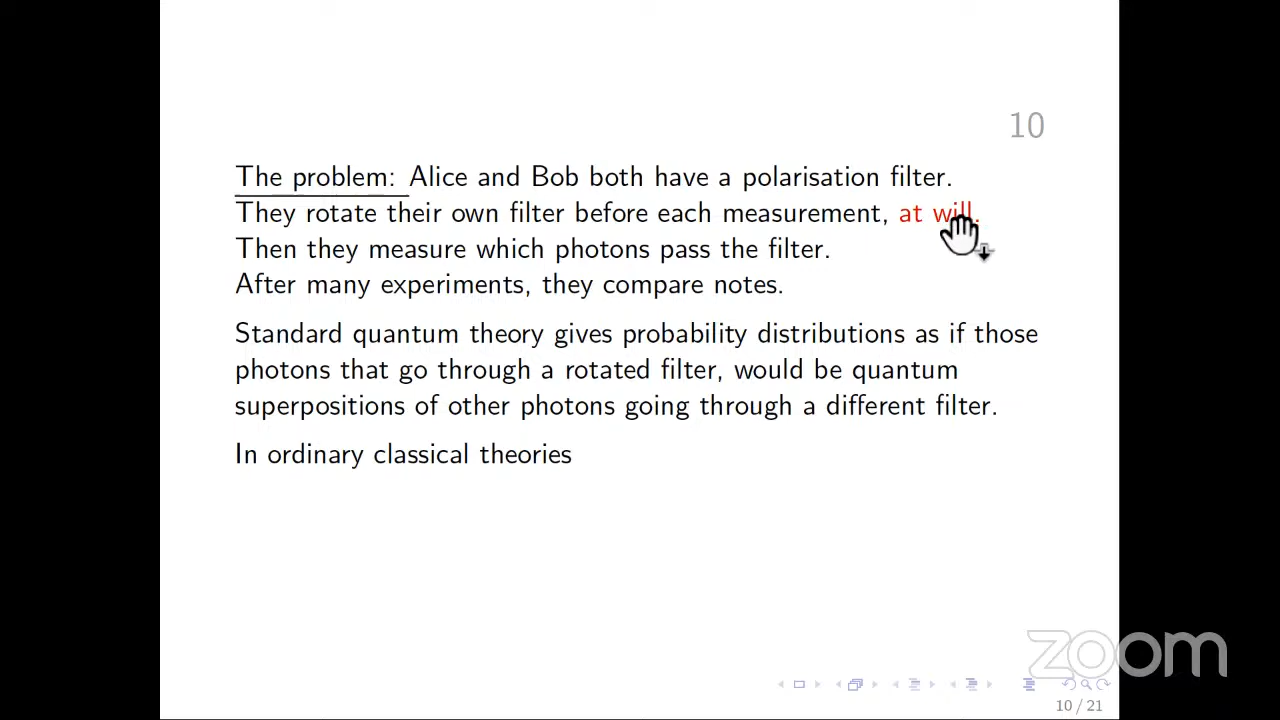 10
The problem: Alice and Bob both have a polarisation filter.
They rotate their own filter before each measurement, at will.
Then they measure which photons pass the filter.
After many experiments, they compare notes.
Standard quantum theory gives probability distributions as if those
photons that go through a rotated filter, would be quantum
superpositions of other photons going through a different filter.
In ordinary classical theories
zoom
10 / 21